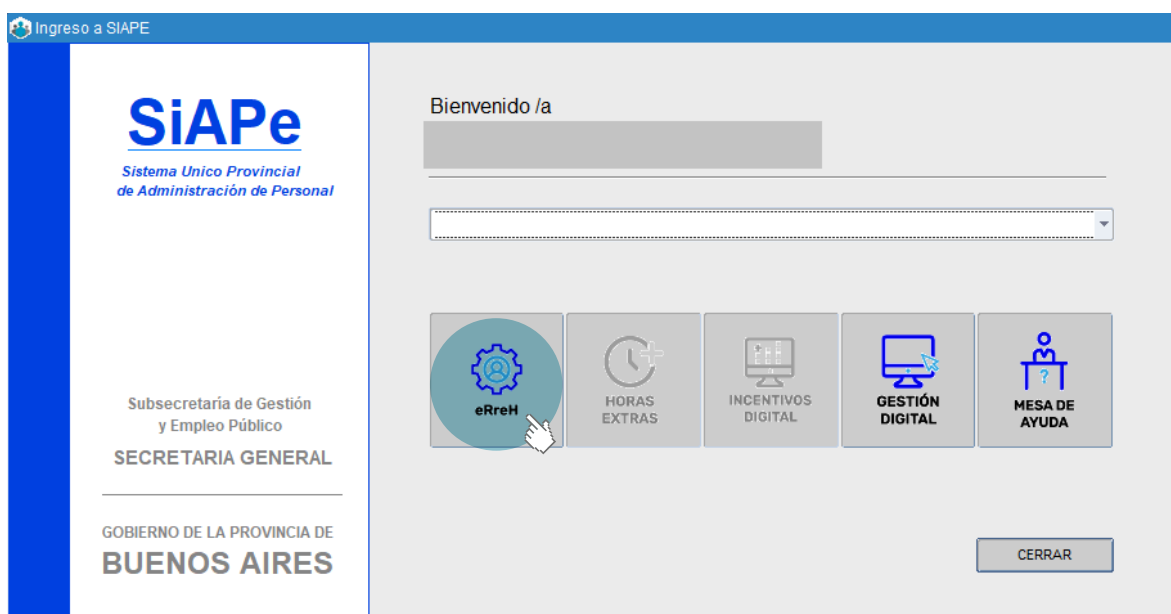 Ingreso a SIAPE
SiAPe
Sistema Unico Provincial
de Administración de Personal
Subsecretaría de Gestión
y Empleo Público
SECRETARIA GENERAL
GOBIERNO DE LA PROVINCIA DE
BUENOS AIRES
Bienvenido /a
eRreH
HORAS
EXTRAS
INCENTIVOS
DIGITAL
GESTIÓN
DIGITAL
?
MESA DE
AYUDA
CERRAR